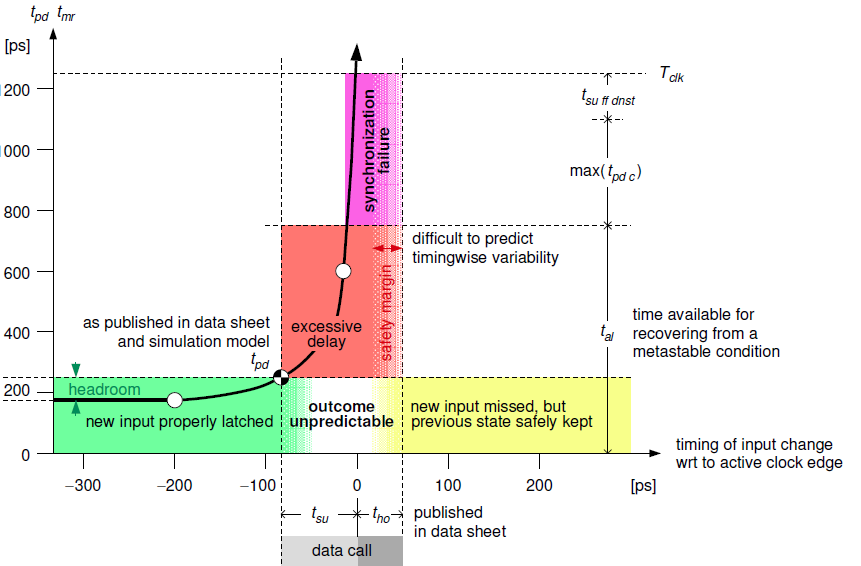 tpd tmr
[ps]
1200
1000
800
600
400
200
0
Tclk
tsu ff dnst
max(tpd c)
tal
synchronization
failure
difficult to predict
timingwise variability
safety margin
excessive
delay
as published in data sheet
and simulation model
tpd
time available for
recovering from a
metastable condition
headroom
new input properly latched
outcome
unpredictable
new input missed, but
previous state safely kept
timing of input change
wrt to active clock edge
−300
−200
−100
0
100
200
[ps]
tsu
tho
published
in data sheet
data call